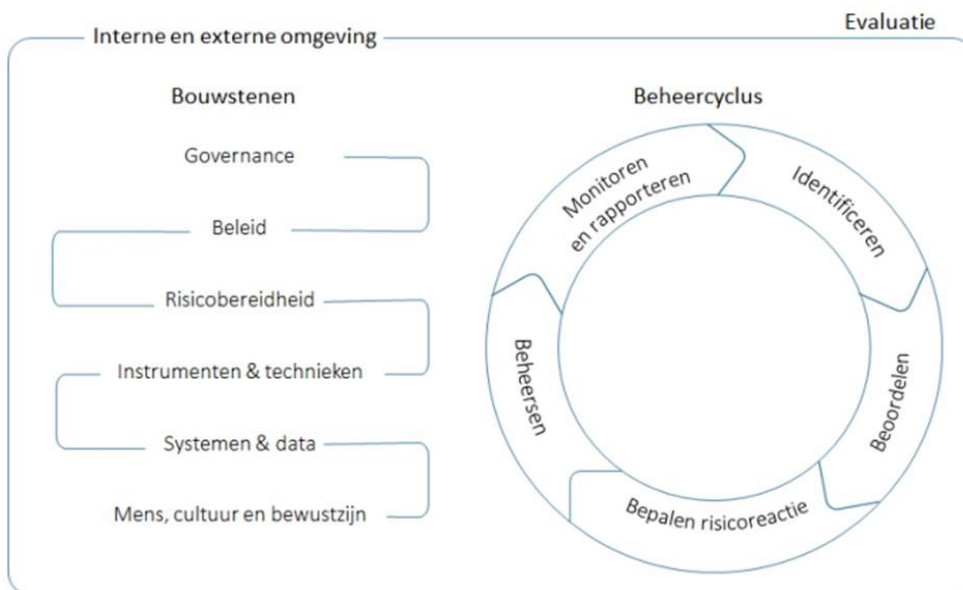 Evaluatie
Interne en externe omgeving
Bouwstenen
Governance
Beleid
Risicobereidheid
Instrumenten & technieken
Systemen & data
Mens, cultuur en bewustzijn
Beheercyclus
Identificeren
Beoordelen
Bepalen risicoreactie
Beheersen
Monitoren
en rapporteren